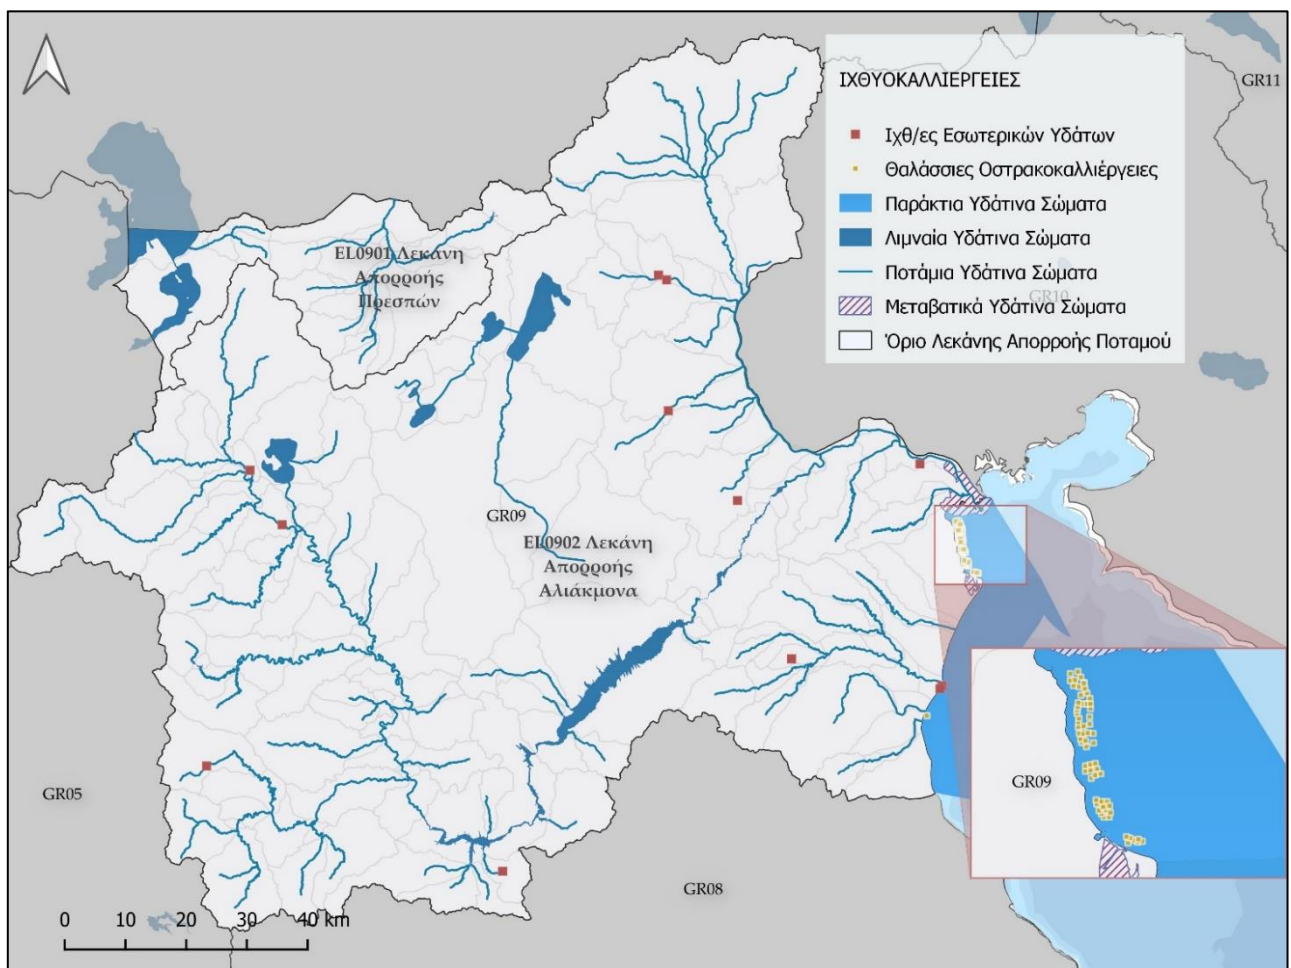 ΙΧΘΥΟΚΑΛΛΙΕΡΓΕΙΕΣ
Ιχθ/ες Εσωτερικών Υδάτων
Θαλάσσιες Οστρακοκαλλιέργειες
Παράκτια Υδάτινα Σώματα
Λιμναία Υδάτινα Σώματα
Ποτάμια Υδάτινα Σώματα
Μεταβατικά Υδάτινα Σώματα
Όριο Λεκάνης Απορροής Ποταμού
GR11
GR10
EL0901 Λεκάνη
Απορροής
Πρεσπών
GR09
EL0902 Λεκάνη
Απορροής
Αλιάκμονα
GR09
GR05
GR08
0 10 20 30 40 km